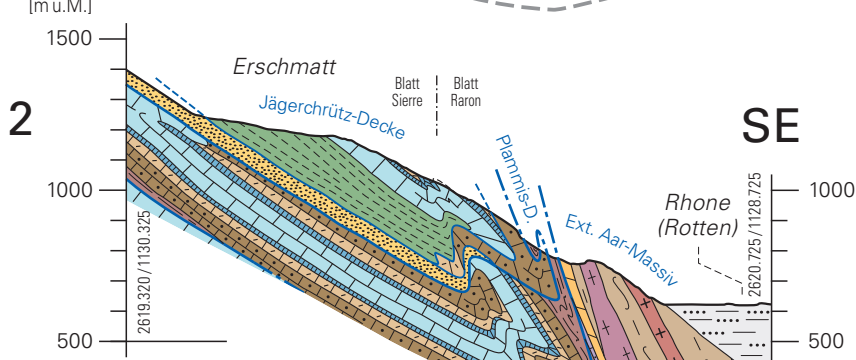 [m ü.M.]
1500
Erschmatt
Blatt
Sierre
Blatt
Raron
Jägerchrütz-Decke
2
SE
Plammis-D.
1000
1000
Ext. Aar-Massiv
Rhone
(Rotten)
2619.320 / 1130.325
2620.725 / 1128.725
500
500